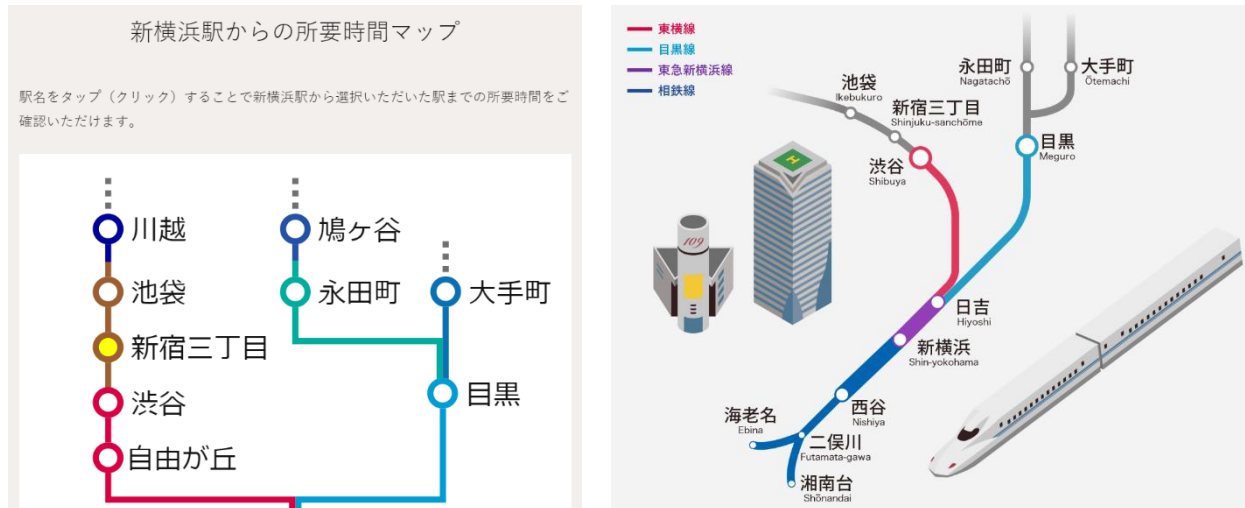 新横浜駅からの所要時間マップ
駅名をタップ（クリック）することで新横浜駅から選択いただいた駅までの所要時間をご
確認いただけます。
川越
鳩ヶ谷
池袋
永田町
大手町
新宿三丁目
渋谷
目黒
自由が丘
東横線
目黒線
東急新横浜線
相鉄線
池袋
Ikebukuro
新宿三丁目
Shinjuku-sanchōme
渋谷
Shibuya
永田町
Nagatachō
大手町
Ōtemachi
目黒
Meguro
H
109
日吉
Hiyoshi
新横浜
Shin-yokohama
西谷
Nishiya
海老名
Ebina
二俣川
Futamata-gawa
湘南台
Shōnandai